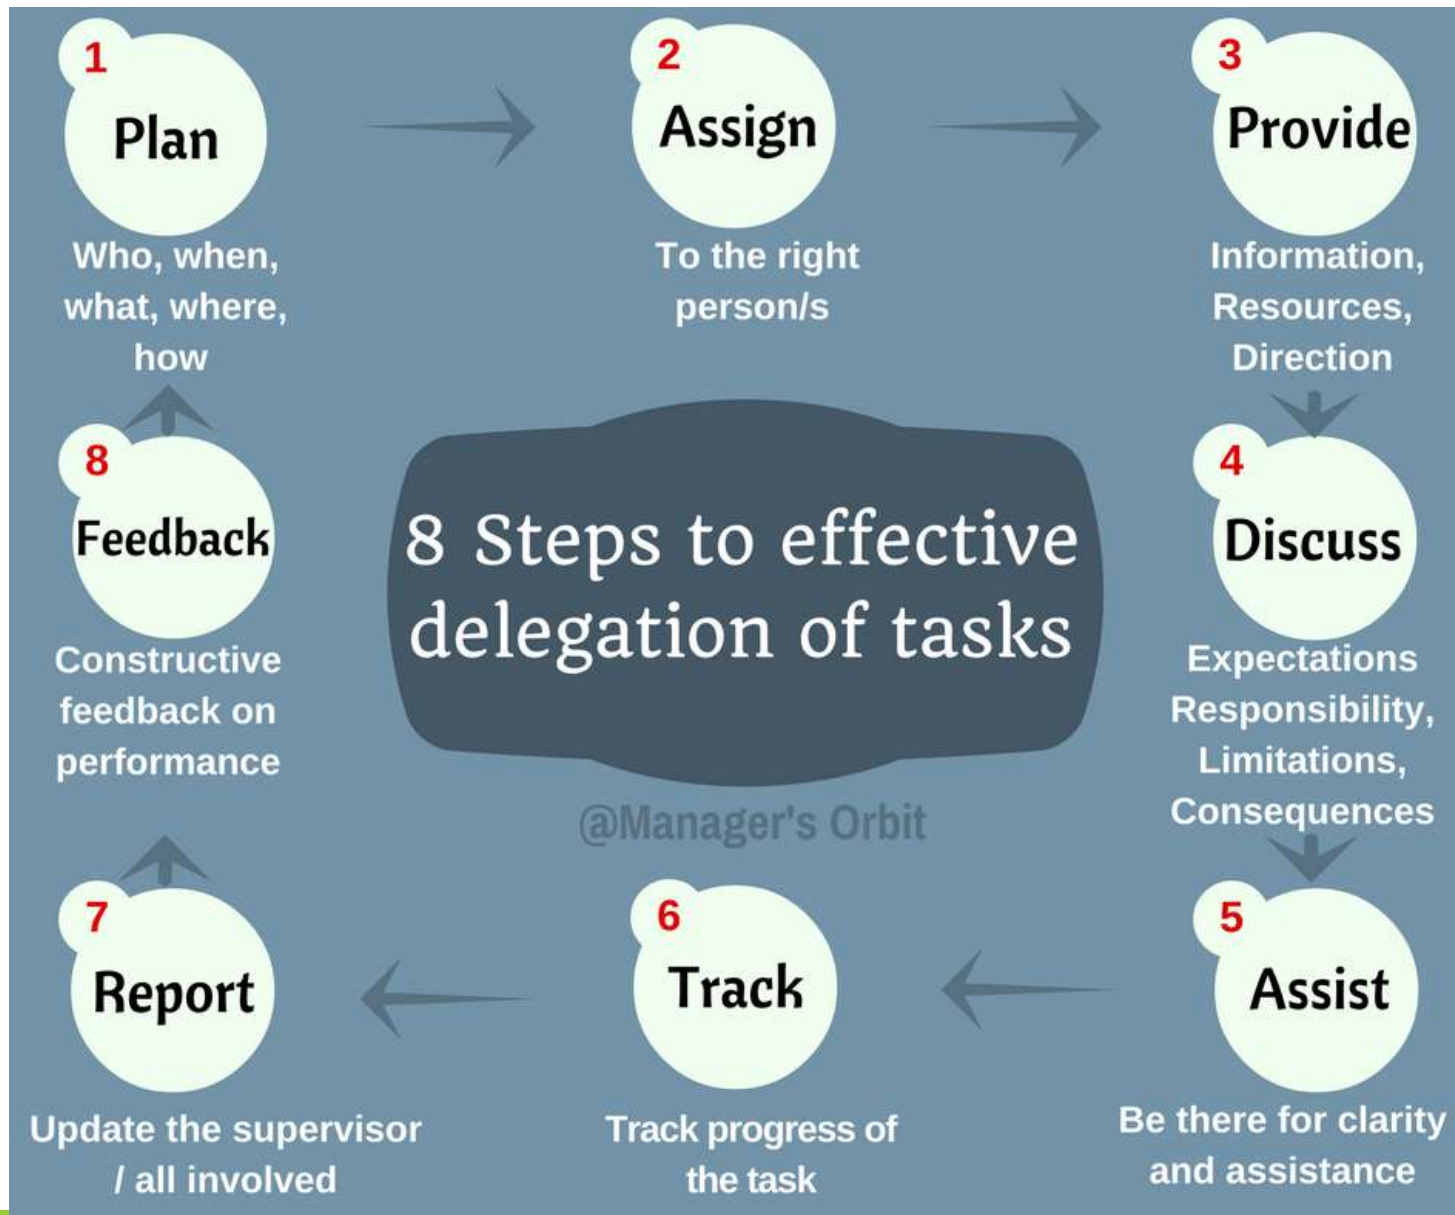 1
Plan
Who, when,
what, where,
how
2
Assign
To the right
person/s
3
Provide
Information,
Resources,
Direction
4
Discuss
Expectations
Responsibility,
Limitations,
Consequences
5
Assist
Be there for clarity
and assistance
6
Track
Track progress of
the task
7
Report
Update the supervisor
/ all involved
8
Feedback
Constructive
feedback on
performance
8 Steps to effective
delegation of tasks
@Manager's Orbit